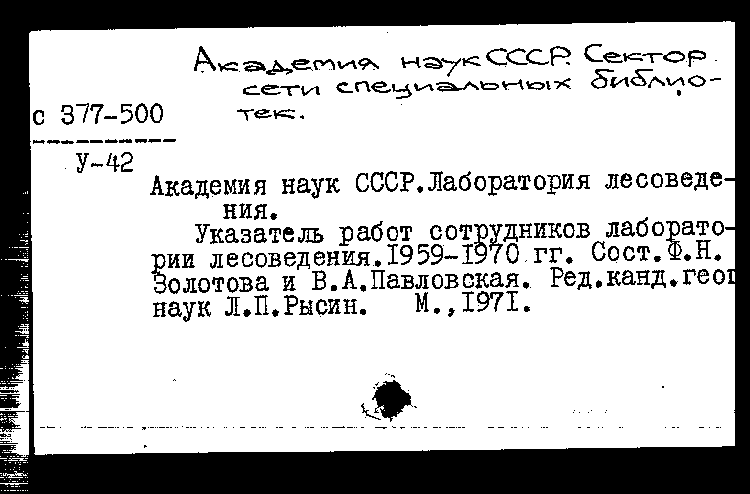 Академия наук СССР. Сектор
сети специальных библио-
тек.
с 377-500
У-42
Академия наук СССР.Лаборатория лесоведе-
ния.
Указатель работ сотрудников лаборато-
рии лесоведения.1959-1970 гг. Сост.Ф.Н.
Золотова и В.А.Павловская. Ред.канд.геог
наук Л.П.Рысин. М.,1971.